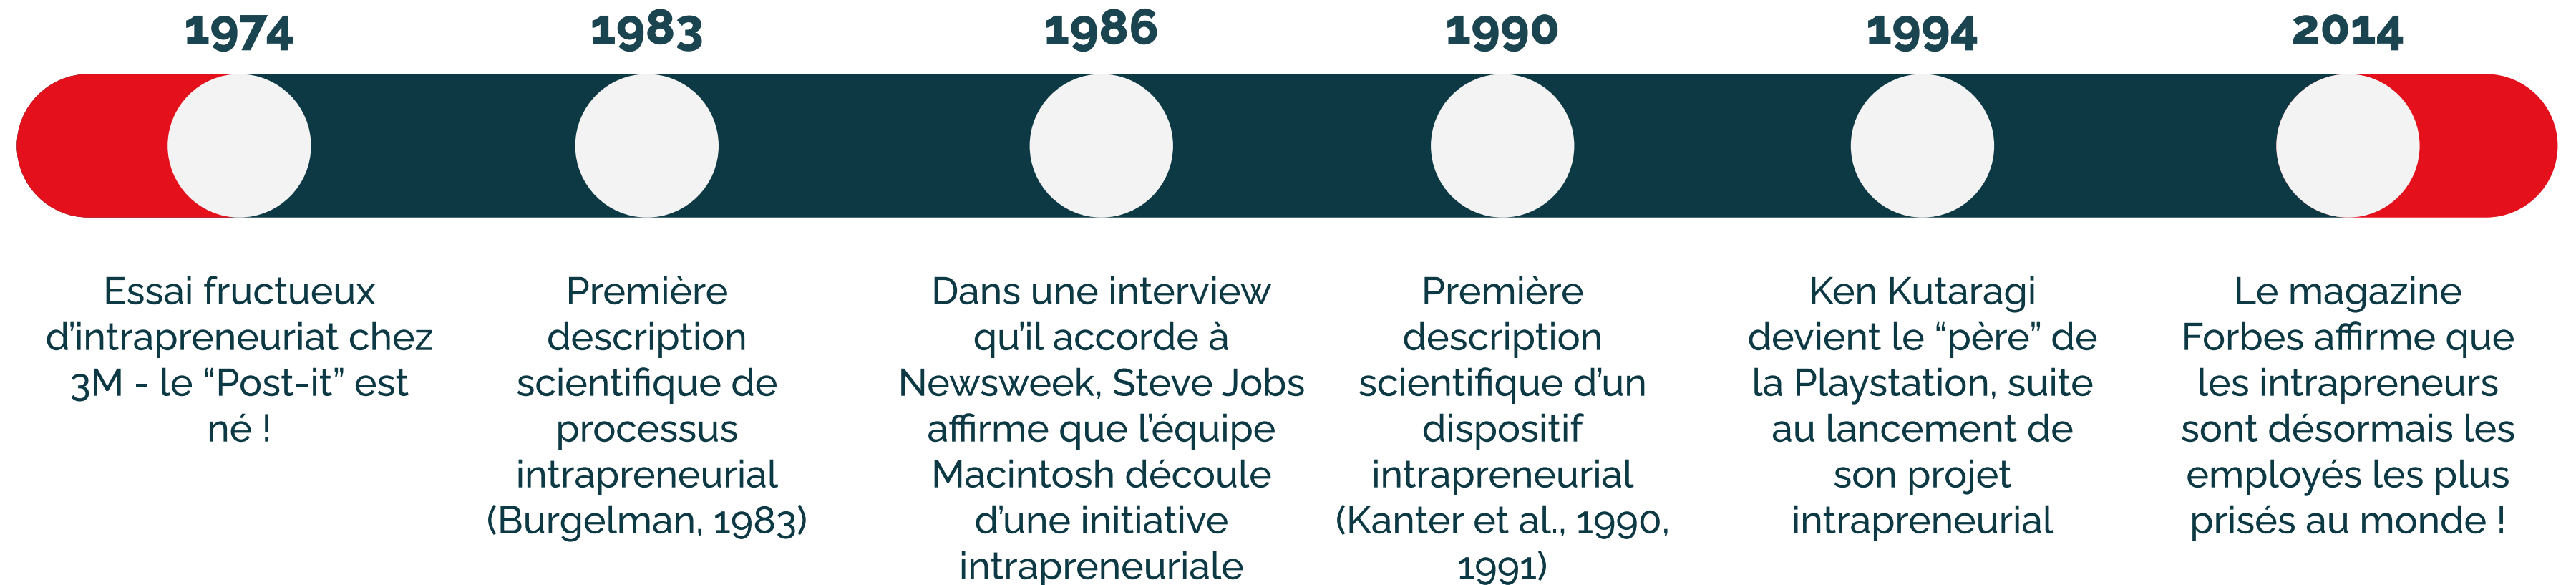 1974
Essai fructueux
d’intrapreneuriat chez
3M - le “Post-it” est
né !
1983
Première
description
scientifique de
processus
intrapreneurial
(Burgelman, 1983)
1986
Dans une interview
qu’il accorde à
Newsweek, Steve Jobs
affirme que l’équipe
Macintosh découle
d’une initiative
intrapreneuriale
1990
Première
description
scientifique d’un
dispositif
intrapreneurial
(Kanter et al., 1990,
1991)
1994
Ken Kutaragi
devient le “père” de
la Playstation, suite
au lancement de
son projet
intrapreneurial
2014
Le magazine
Forbes affirme que
les intrapreneurs
sont désormais les
employés les plus
prisés au monde !